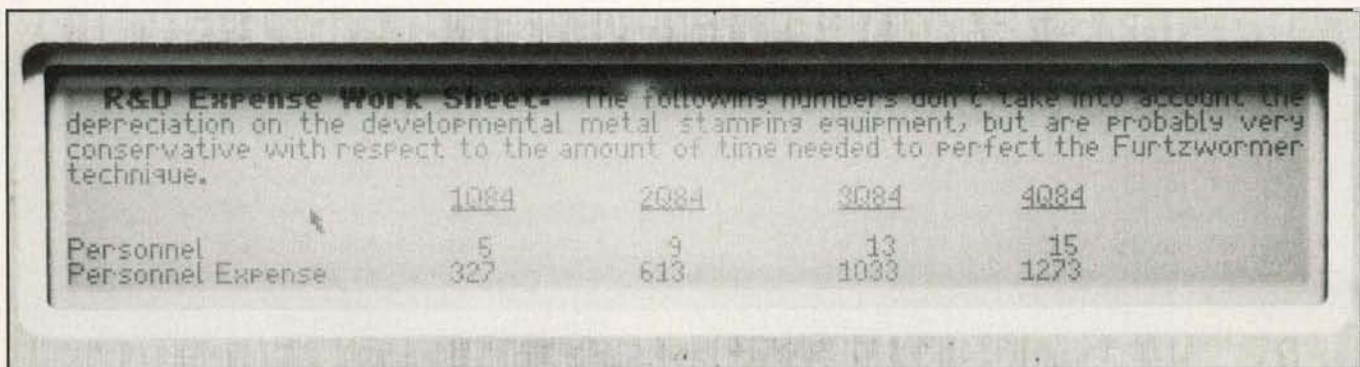 R&D Expense Work Sheet: The following numbers don't take into account the
depreciation on the developmental metal stamping equipment, but are probably very
conservative with respect to the amount of time needed to perfect the Furtzwormer
technique.
1Q84 2Q84 3Q84 4Q84
Personnel 5 9 13 15
Personnel Expense 327 613 1033 1273